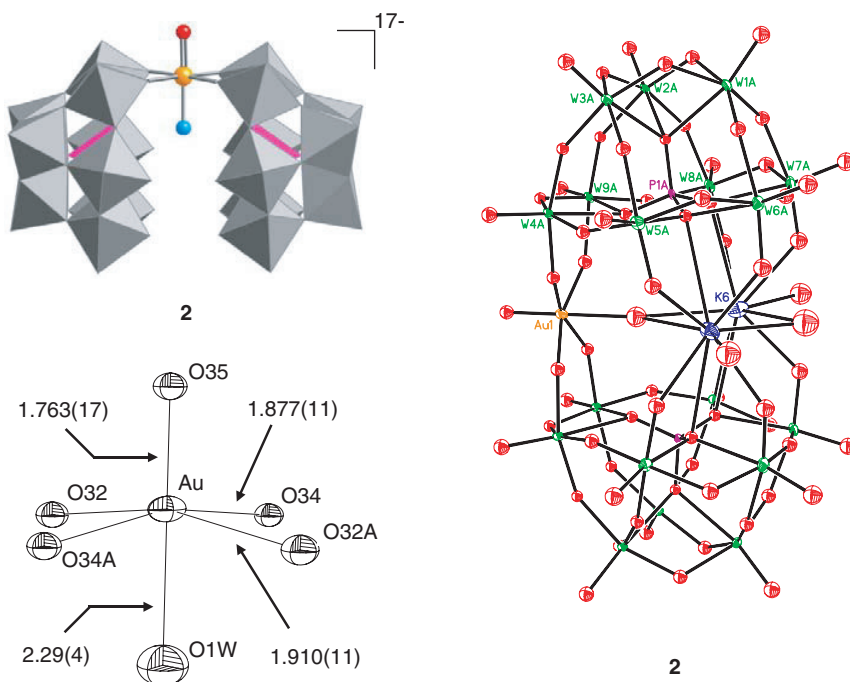 17-
2
O35
1.763(17)
1.877(11)
Au
O32
O34
O34A
O32A
2.29(4)
O1W
1.910(11)
W3A
W2A
W1A
P1A
W8A
W7A
W9A
W4A
W5A
W6A
Au1
K6
2